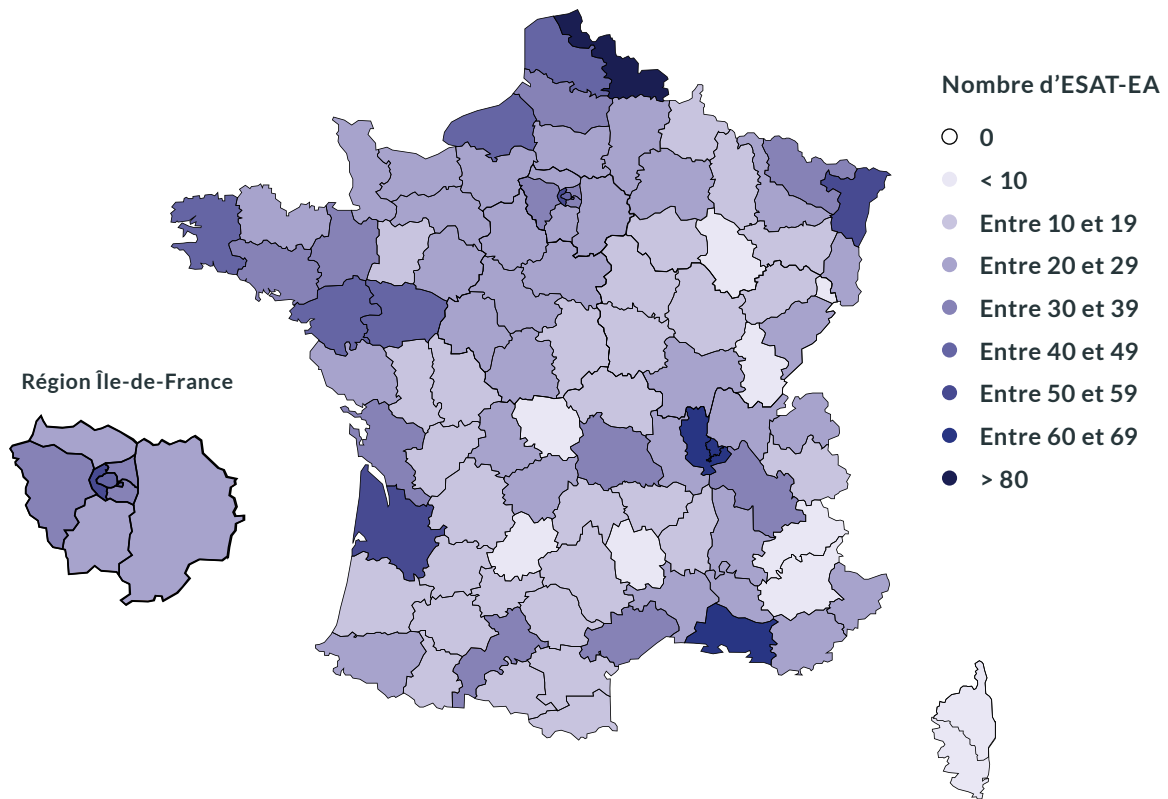 Nombre d’ESAT-EA
0
< 10
Entre 10 et 19
Entre 20 et 29
Entre 30 et 39
Entre 40 et 49
Entre 50 et 59
Entre 60 et 69
> 80
Région Île-de-France